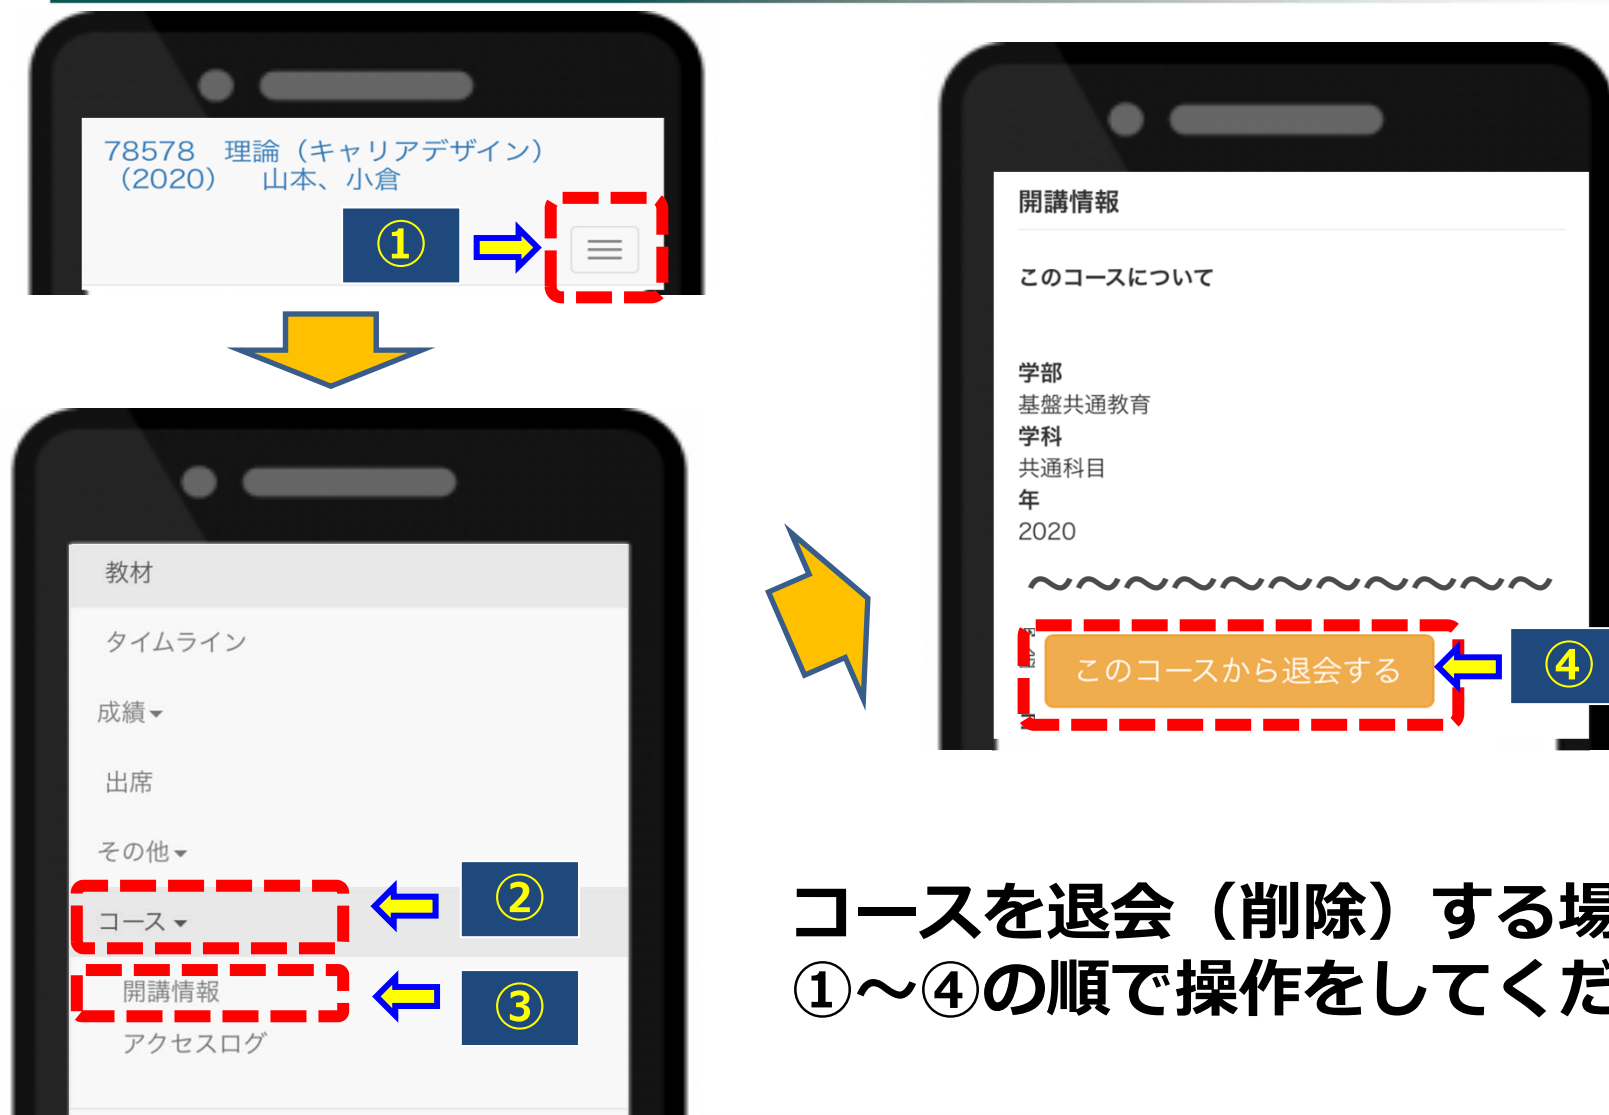 78578 理論（キャリアデザイン）
（2020） 山本、小倉
①
教材
タイムライン
成績
出席
その他
コース
②
開講情報
③
アクセスログ
開講情報
このコースについて
学部
基盤共通教育
学科
共通科目
年
2020
～～～～～～～～～～～
このコースから退会する
④
コースを退会（削除）する場
①～④の順で操作をしてくだ